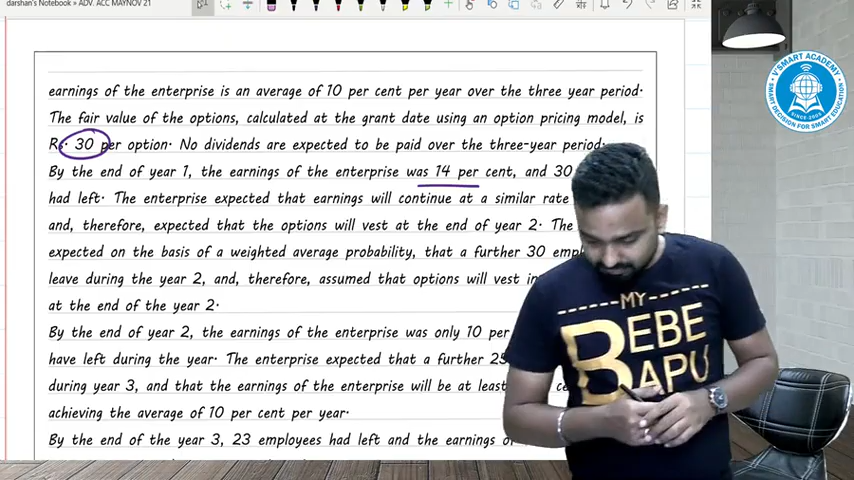 darshan's Notebook > ADV. ACC MAYNOV 21
earnings of the enterprise is an average of 10 per cent per year over the three year period.
The fair value of the options, calculated at the grant date using an option pricing model, is
Rs. 30 per option. No dividends are expected to be paid over the three-year period.
By the end of year 1, the earnings of the enterprise was 14 per cent, and 30
had left. The enterprise expected that earnings will continue at a similar rate
and, therefore, expected that the options will vest at the end of year 2. The
expected on the basis of a weighted average probability, that a further 30
leave during the year 2, and, therefore, assumed that options will vest
at the end of the year 2.
By the end of year 2, the earnings of the enterprise was only 10 per
have left during the year. The enterprise expected that a further
during year 3, and that the earnings of the enterprise will be at least
achieving the average of 10 per cent per year.
By the end of the year 3, 23 employees had left and the earnings
V'SMART ACADEMY
SMART DECISION FOR SMART EDUCATION
MY
BEBE
BAPU